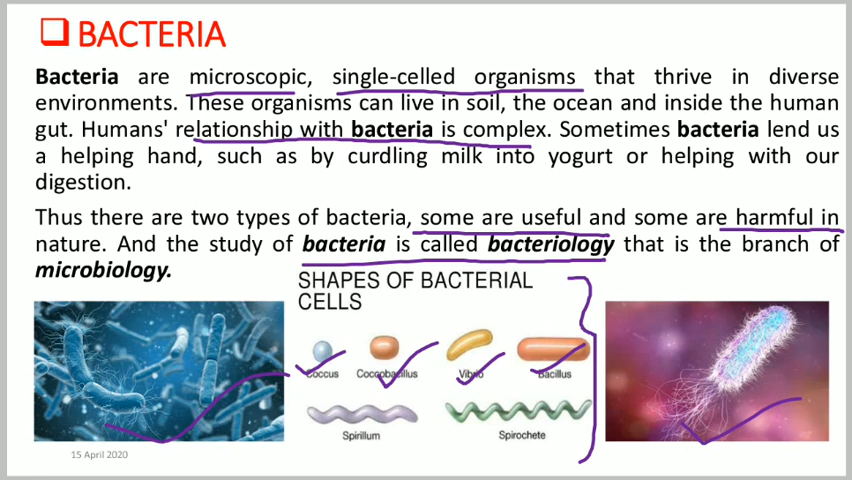 BACTERIA
Bacteria are microscopic, single-celled organisms that thrive in diverse
environments. These organisms can live in soil, the ocean and inside the human
gut. Humans' relationship with bacteria is complex. Sometimes bacteria lend us
a helping hand, such as by curdling milk into yogurt or helping with our
digestion.
Thus there are two types of bacteria, some are useful and some are harmful in
nature. And the study of bacteria is called bacteriology that is the branch of
microbiology.
SHAPES OF BACTERIAL
CELLS
Coccus Coccobacillus Vibrio Bacillus
Spirillum Spirochete
15 April 2020